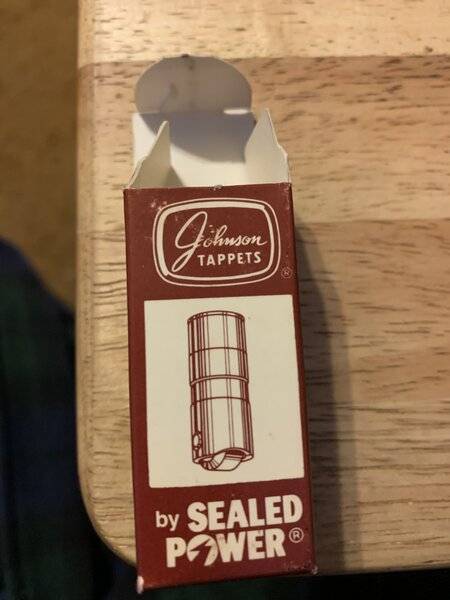 Johnson
TAPPETS
®
by SEALED
POWER®